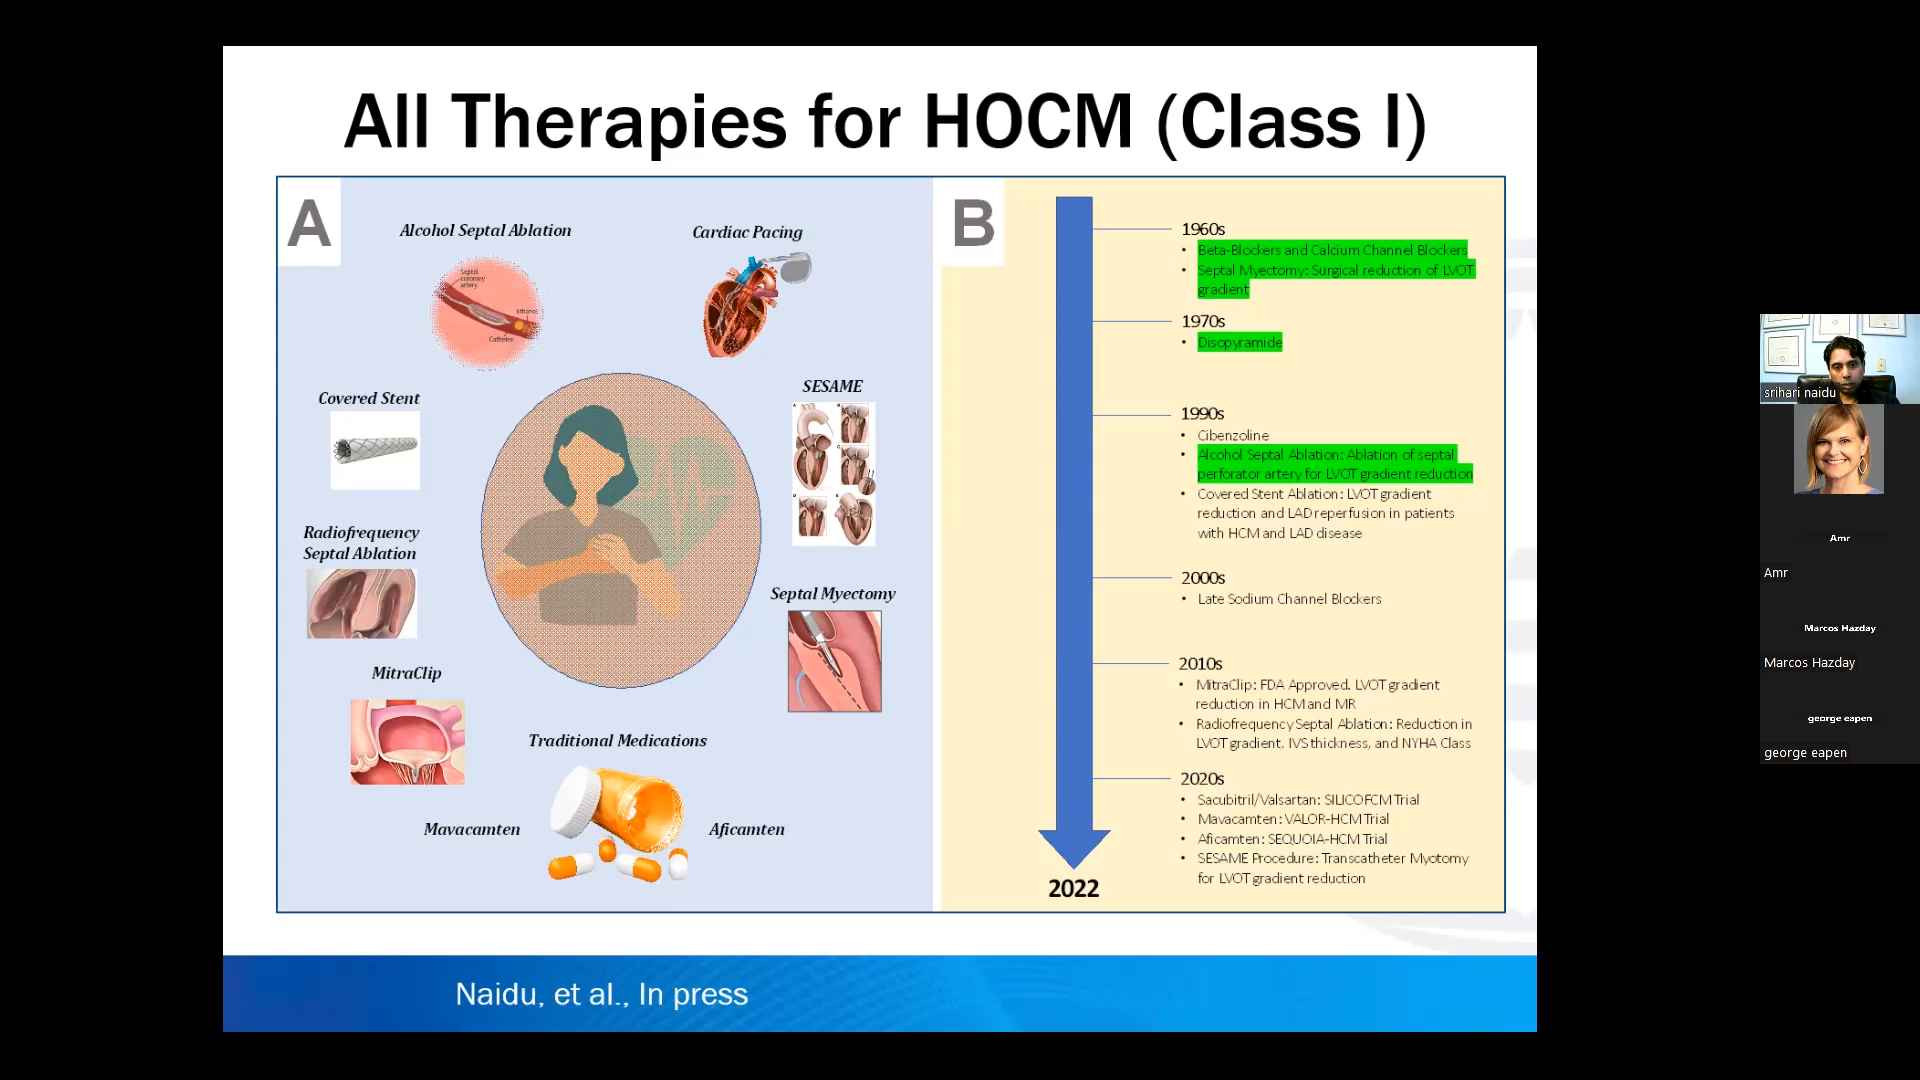 All Therapies for HOCM (Class I)
A
Alcohol Septal Ablation
Septal
coronary
artery
Ethanol
Catheter
Cardiac Pacing
Covered Stent
SESAME
Radiofrequency
Septal Ablation
Septal Myectomy
MitraClip
Traditional Medications
Mavacamten
Aficamten
B
1960s
• Beta-Blockers and Calcium Channel Blockers
• Septal Myectomy: Surgical reduction of LVOT
gradient
1970s
• Disopyramide
1990s
• Cibenzoline
• Alcohol Septal Ablation: Ablation of septal
perforator artery for LVOT gradient reduction
• Covered Stent Ablation: LVOT gradient
reduction and LAD reperfusion in patients
with HCM and LAD disease
2000s
• Late Sodium Channel Blockers
2010s
• MitraClip: FDA Approved. LVOT gradient
reduction in HCM and MR
• Radiofrequency Septal Ablation: Reduction in
LVOT gradient, IVS thickness, and NYHA Class
2020s
• Sacubitril/Valsartan: SILICOFCM Trial
• Mavacamten: VALOR-HCM Trial
• Aficamten: SEQUOIA-HCM Trial
• SESAME Procedure: Transcatheter Myotomy
for LVOT gradient reduction
2022
Naidu, et al., In press
srihari naidu
Amr
Amr
Marcos Hazday
Marcos Hazday
george eapen
george eapen